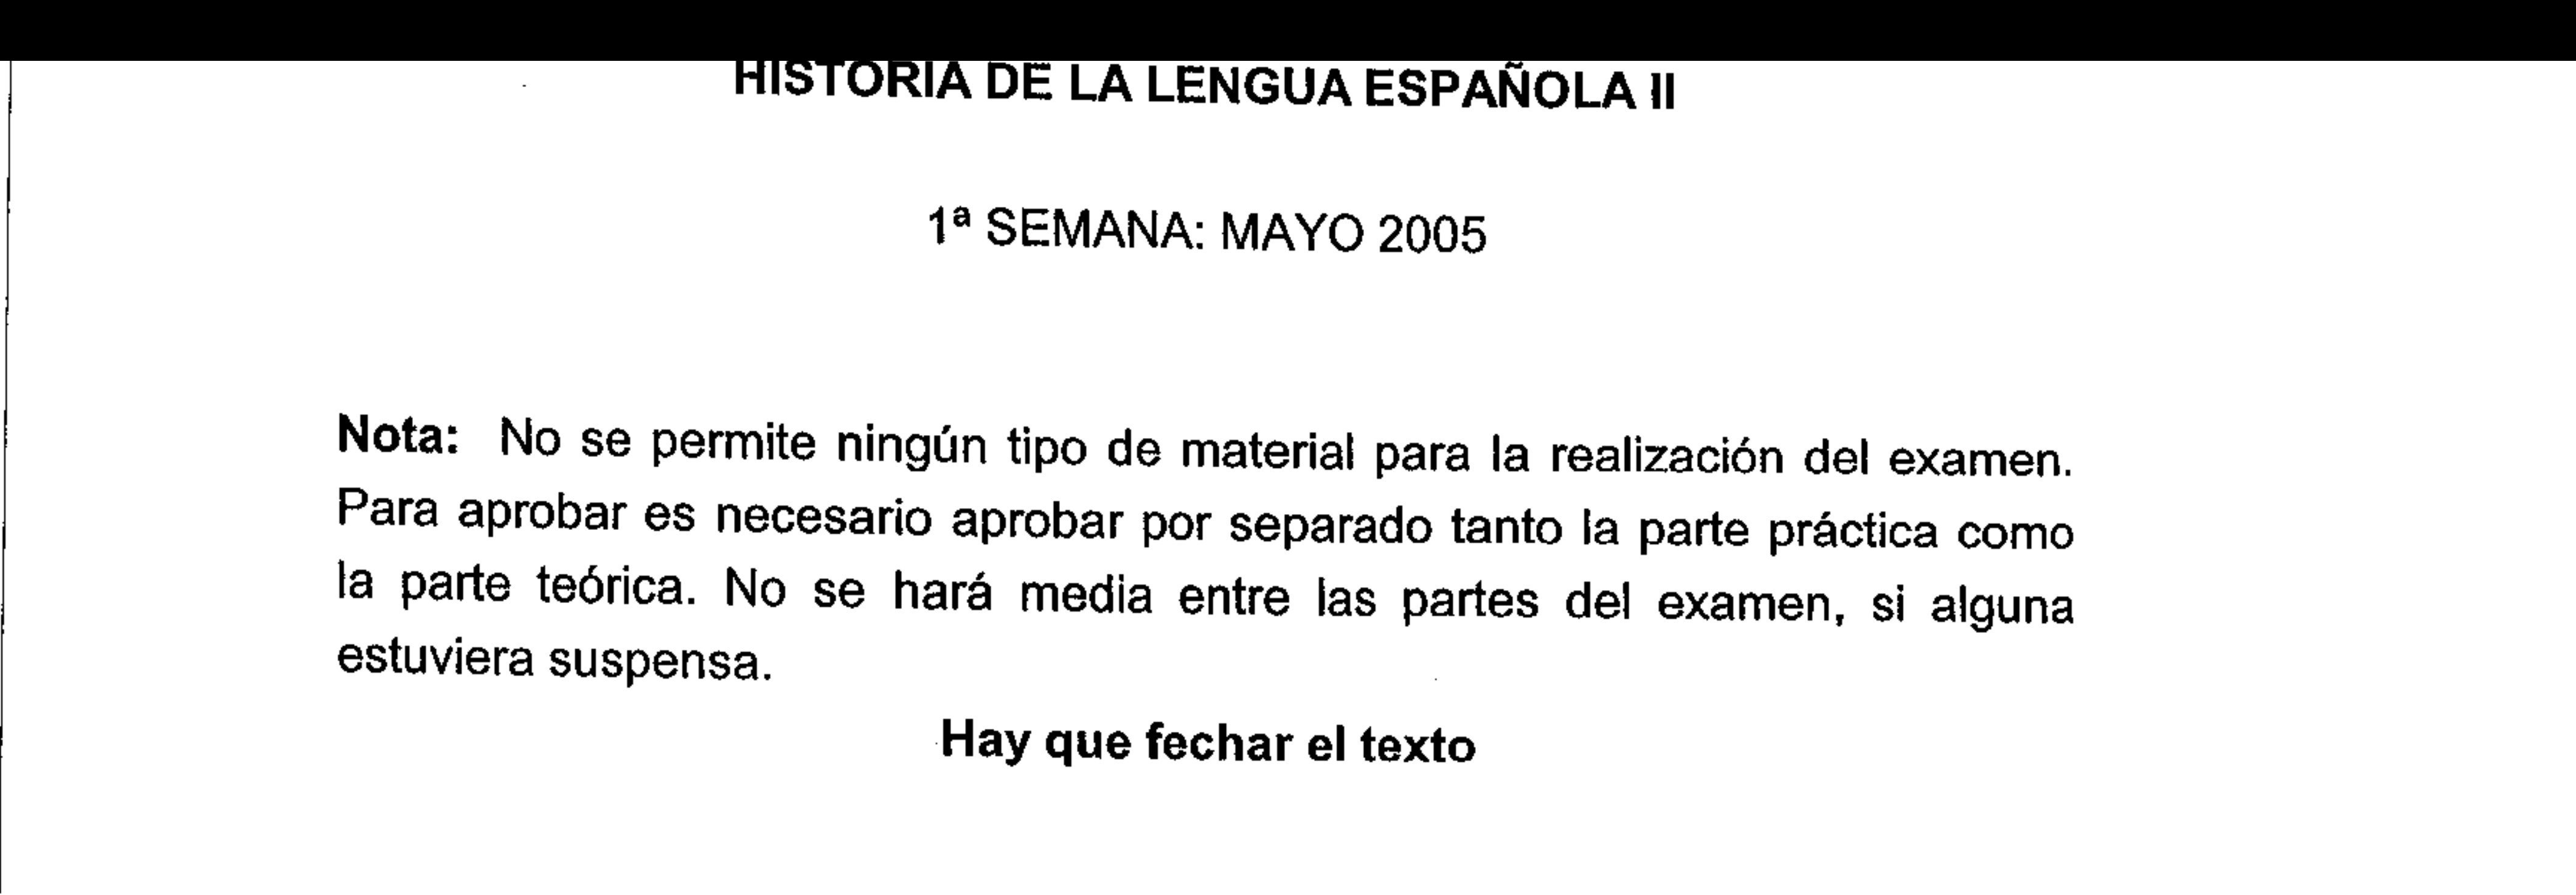 HISTORIA DE LA LENGUA ESPAÑOLA II
1ª SEMANA: MAYO 2005
Nota: No se permite ningún tipo de material para la realización del examen.
Para aprobar es necesario aprobar por separado tanto la parte práctica como
la parte teórica. No se hará media entre las partes del examen, si alguna
estuviera suspensa.
Hay que fechar el texto